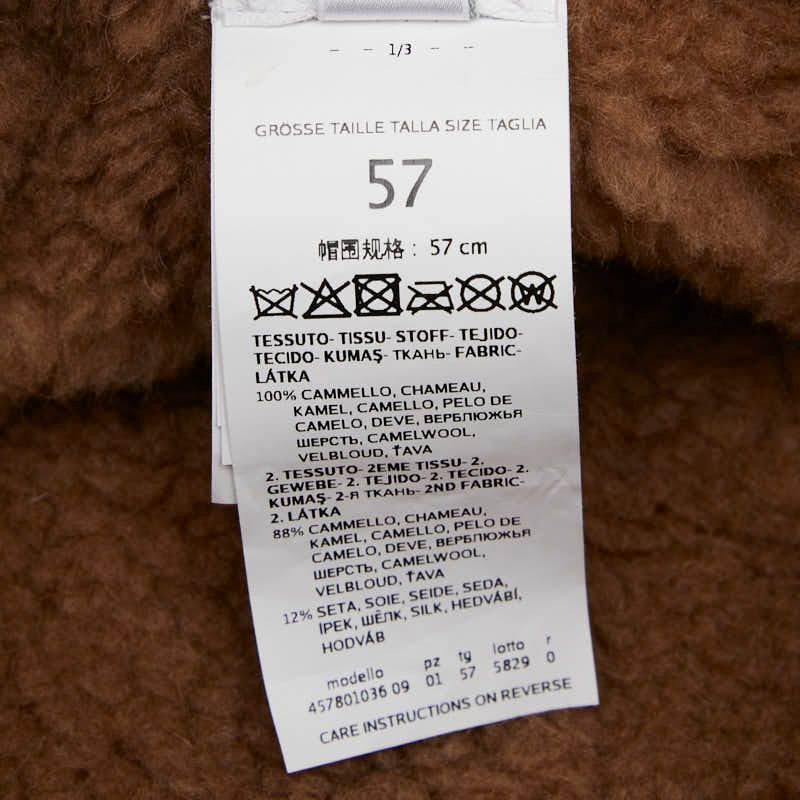 - - 1/3 - -
GRÖSSE TAILLE TALLA SIZE TAGLIA
57
帽围规格: 57 cm
TESSUTO- TISSU- STOFF- TEJIDO-
TECIDO- KUMAŞ- ТКАНЬ- FABRIC-
LÁTKA
100% CAMMELLO, CHAMEAU,
KAMEL, CAMELLO, PELO DE
CAMELO, DEVE, ВЕРБЛЮЖЬЯ
ШЕРСТЬ, CAMELWOOL,
VELBLOUD, ŤAVA
2. TESSUTO- 2EME TISSU- 2.
GEWEBE- 2. TEJIDO- 2. TECIDO- 2.
KUMAŞ- 2-Я ТКАНЬ- 2ND FABRIC-
2. LÁTKA
88% CAMMELLO, CHAMEAU,
KAMEL, CAMELLO, PELO DE
CAMELO, DEVE, ВЕРБЛЮЖЬЯ
ШЕРСТЬ, CAMELWOOL,
VELBLOUD, ŤAVA
12% SETA, SOIE, SEIDE, SEDA,
IPEK, ШЁЛК, SILK, HEDVÁBÍ,
HODVÁB
modello pz tg lotto r
457801036 09 01 57 5829 0
CARE INSTRUCTIONS ON REVERSE